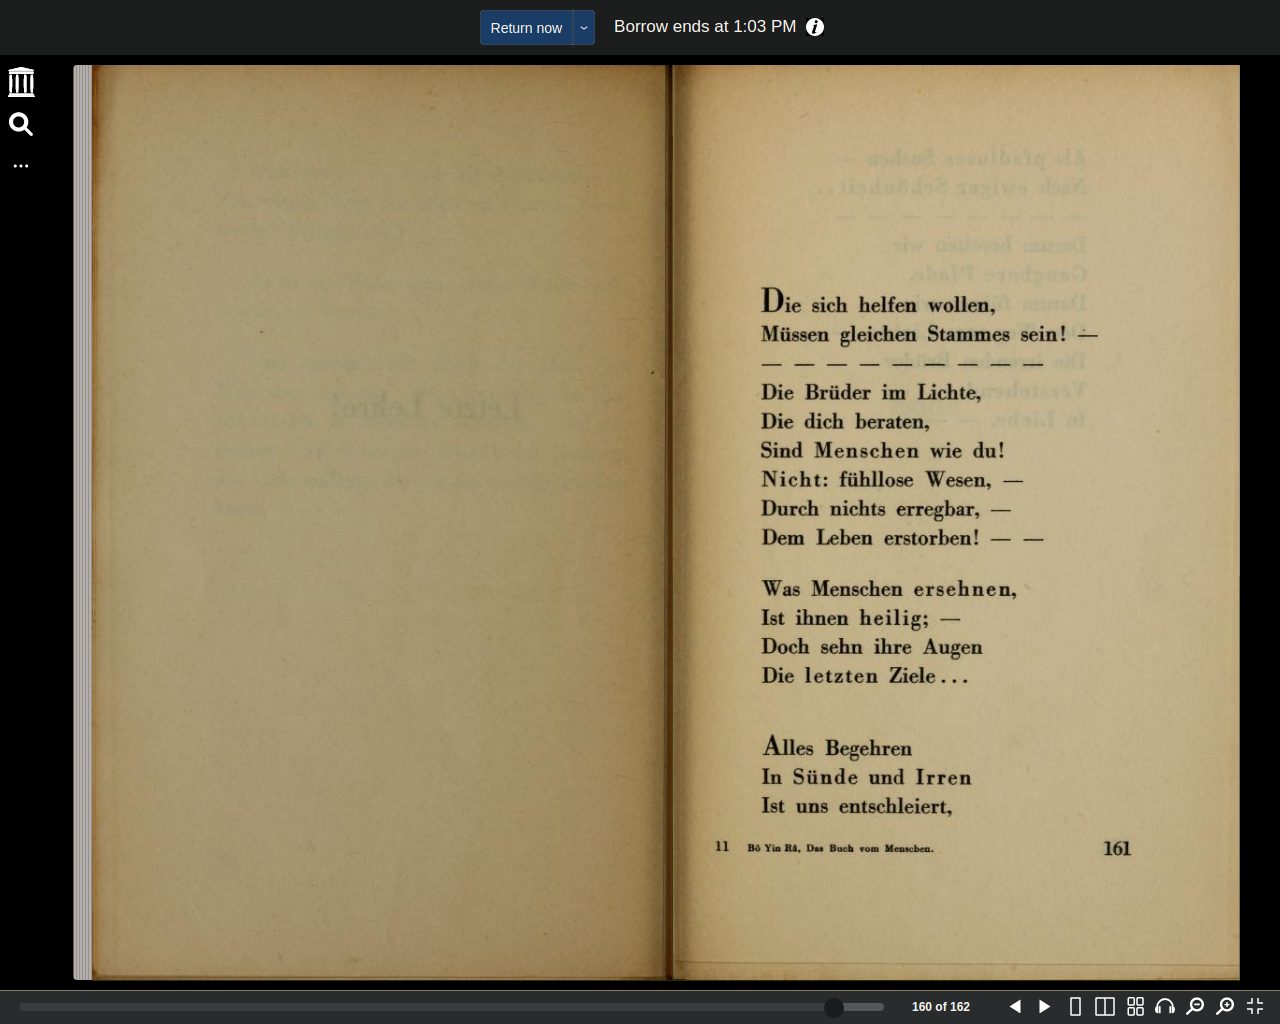 Return now
Borrow ends at 1:03 PM
Die sich helfen wollen,
Müssen gleichen Stammes sein! —
— — — — — — — — —
Die Brüder im Lichte,
Die dich beraten,
Sind Menschen wie du!
Nicht: fühllose Wesen, —
Durch nichts erregbar, —
Dem Leben erstorben! — —
Was Menschen ersehnen,
Ist ihnen heilig; —
Doch sehn ihre Augen
Die letzten Ziele...
Alles Begehren
In Sünde und Irren
Ist uns entschleiert,
11 Bô Yin Râ, Das Buch vom Menschen.
161
160 of 162